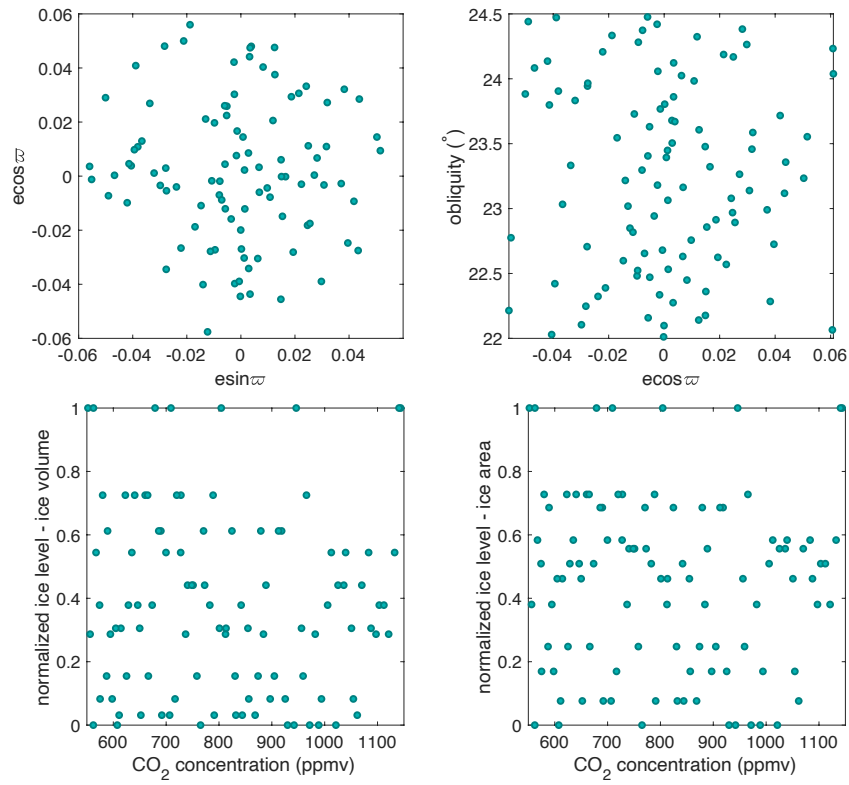 0.06
0.04
0.02
0
-0.02
-0.04
-0.06
ecosϖ
-0.06 -0.04 -0.02 0 0.02 0.04 0.06
esinϖ
24.5
24
23.5
23
22.5
22
obliquity (°)
-0.04 -0.02 0 0.02 0.04 0.06
ecosϖ
1
0.8
0.6
0.4
0.2
0
normalized ice level - ice volume
600 700 800 900 1000 1100
CO₂ concentration (ppmv)
1
0.8
0.6
0.4
0.2
0
normalized ice level - ice area
600 700 800 900 1000 1100
CO₂ concentration (ppmv)